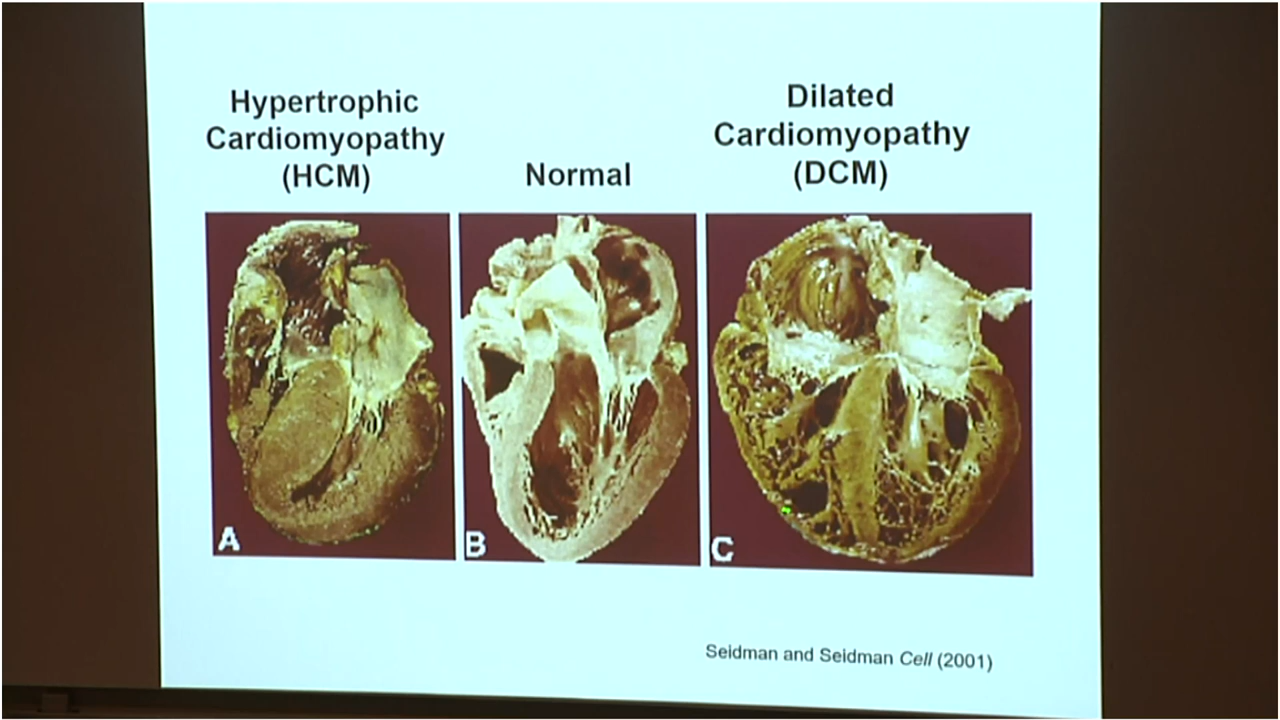 Hypertrophic
Cardiomyopathy
(HCM)
Normal
Dilated
Cardiomyopathy
(DCM)
A
B
C
Seidman and Seidman Cell (2001)